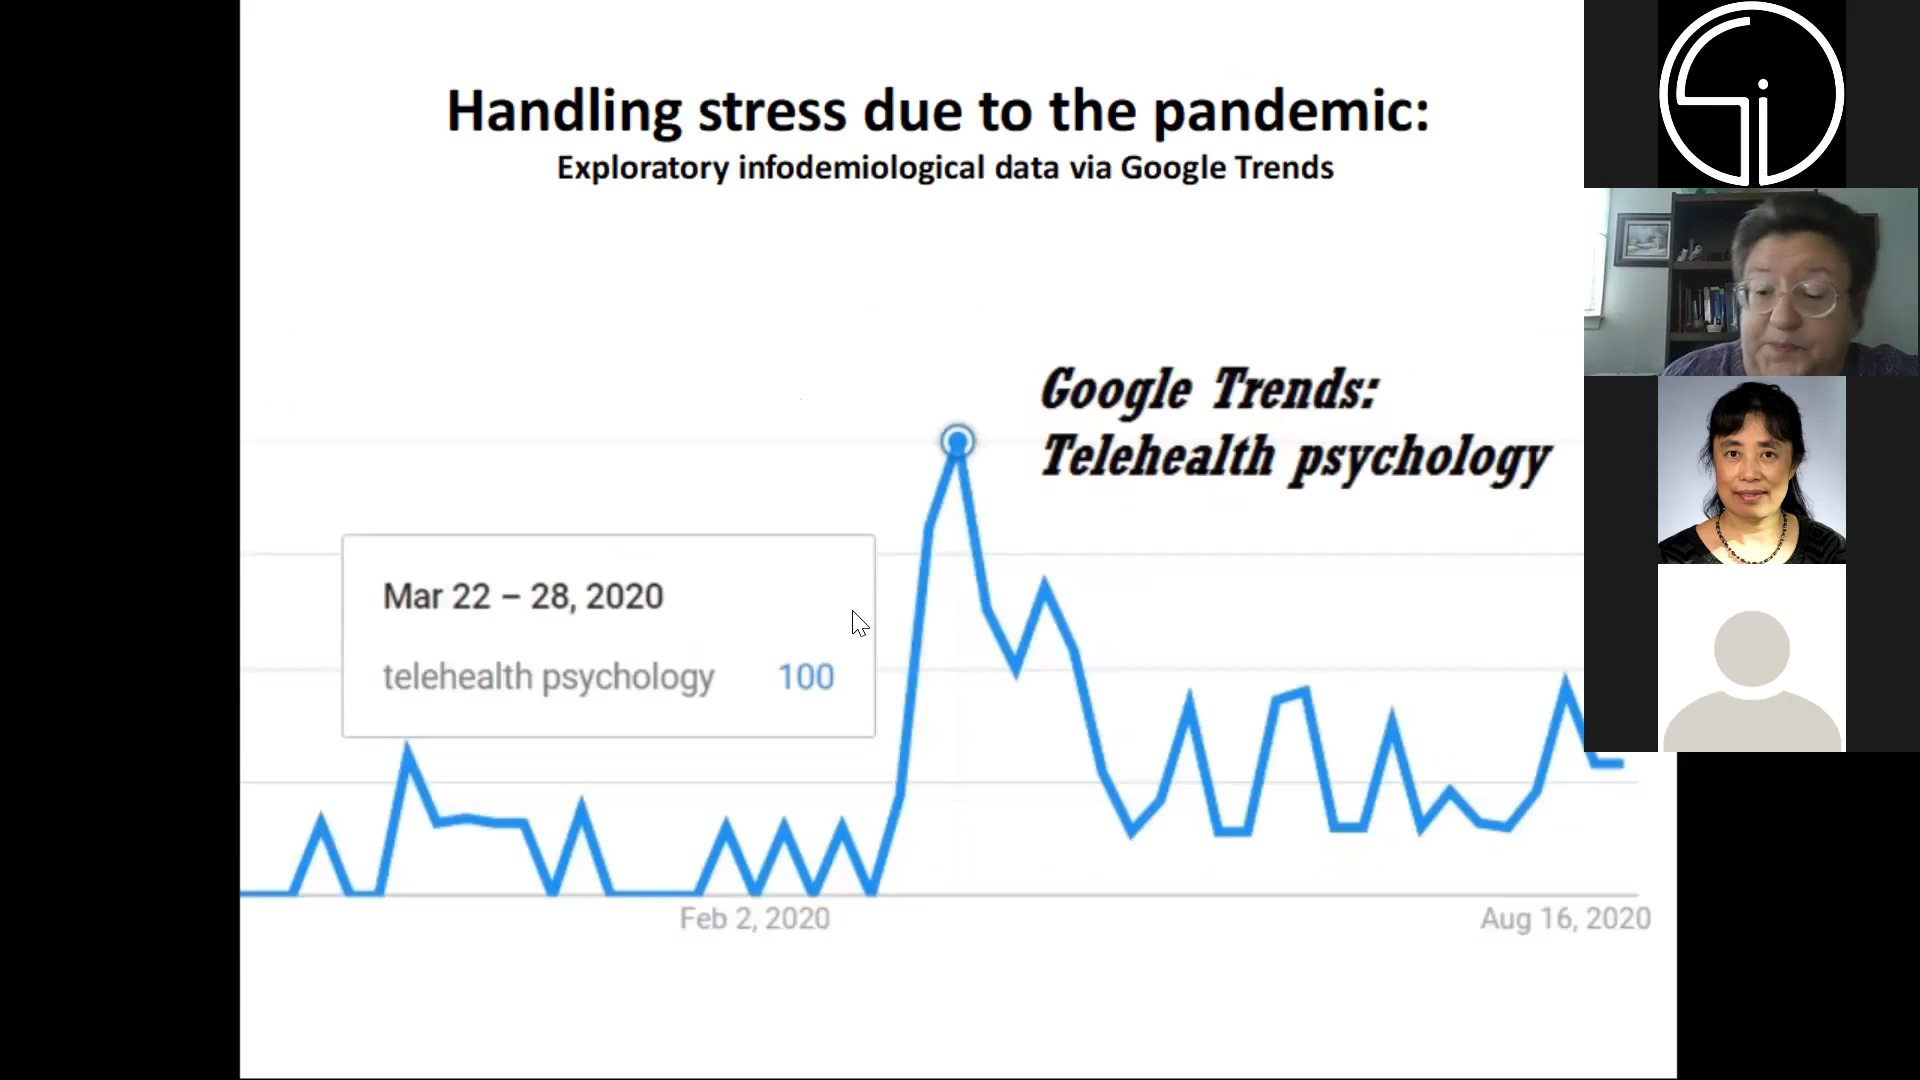 Handling stress due to the pandemic:
Exploratory infodemiological data via Google Trends
Google Trends:
Telehealth psychology
Mar 22 – 28, 2020
telehealth psychology 100
Feb 2, 2020
Aug 16, 2020